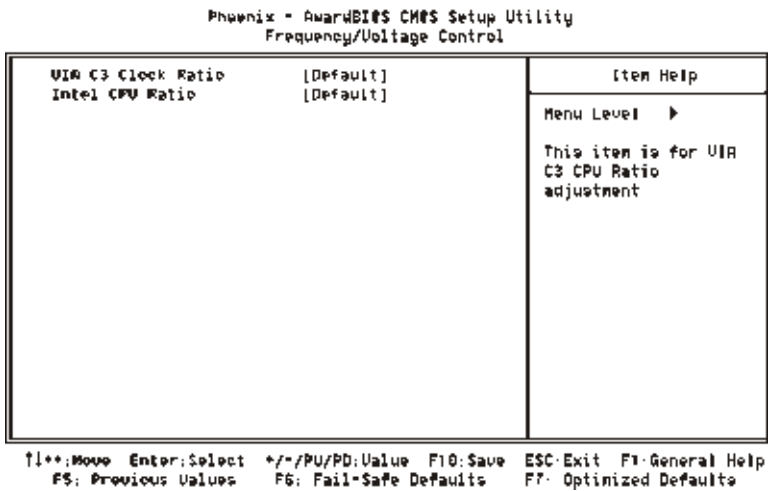 Phoenix - AwardBIOS CMOS Setup Utility
Frequency/Voltage Control
VIA C3 Clock Ratio [Default]
Intel CPU Ratio [Default]
Item Help
Menu Level ▶
This item is for VIA
C3 CPU Ratio
adjustment
↑↓→←:Move Enter:Select +/-/PU/PD:Value F10:Save ESC:Exit F1:General Help
F5: Previous Values F6: Fail-Safe Defaults F7: Optimized Defaults